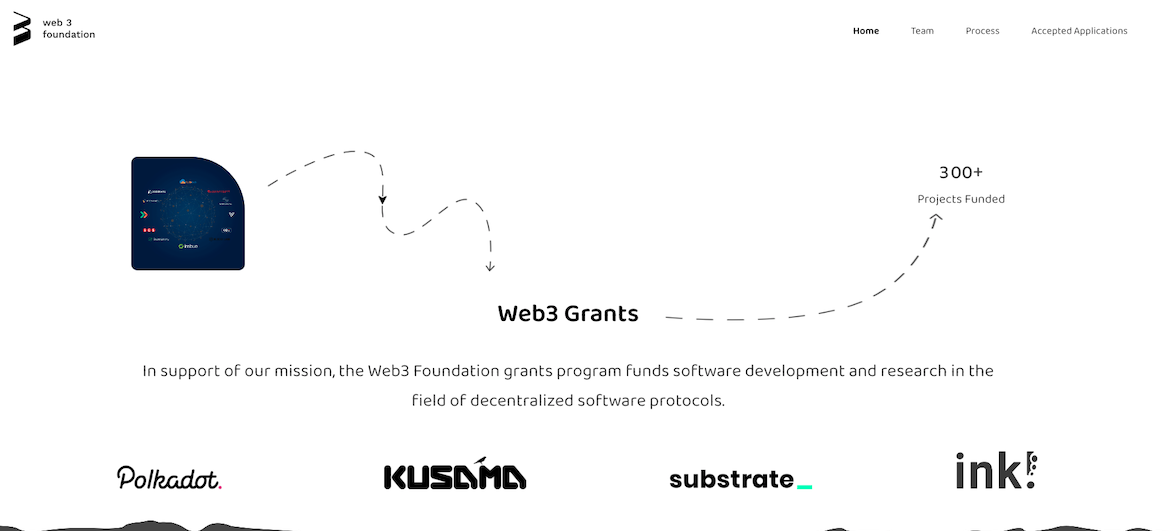 web 3
foundation
Home
Team
Process
Accepted Applications
300+
Projects Funded
imbue
Web3 Grants
In support of our mission, the Web3 Foundation grants program funds software development and research in the
field of decentralized software protocols.
Polkadot.
KUSAMA
substrate_
ink!